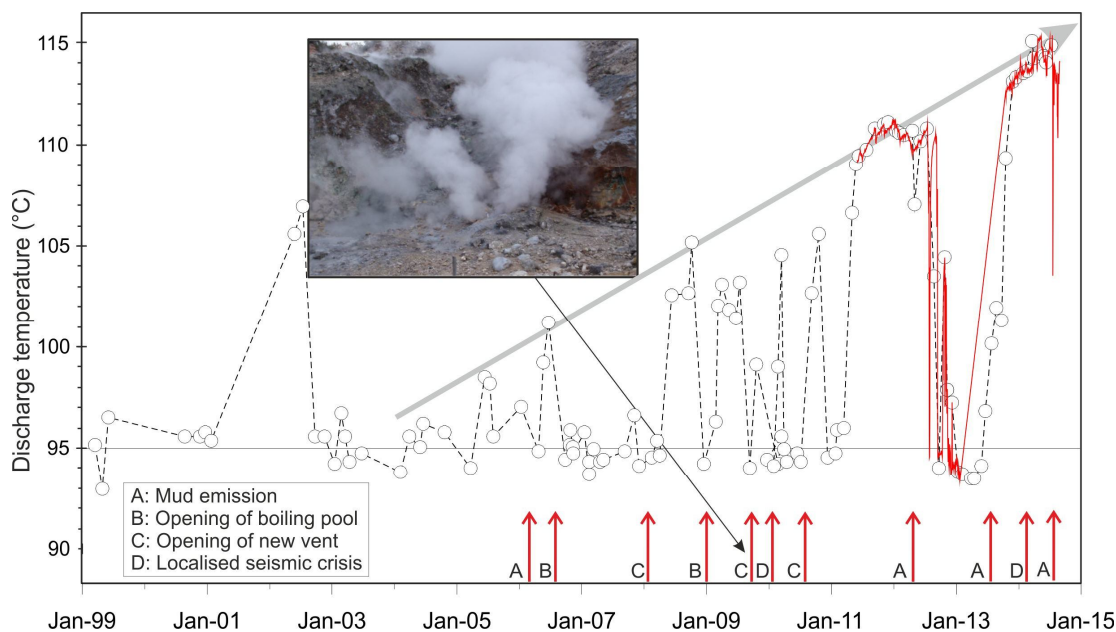 115
110
105
100
95
90
Discharge temperature (°C)
A: Mud emission
B: Opening of boiling pool
C: Opening of new vent
D: Localised seismic crisis
A B C B C D C A A D A
Jan-99 Jan-01 Jan-03 Jan-05 Jan-07 Jan-09 Jan-11 Jan-13 Jan-15